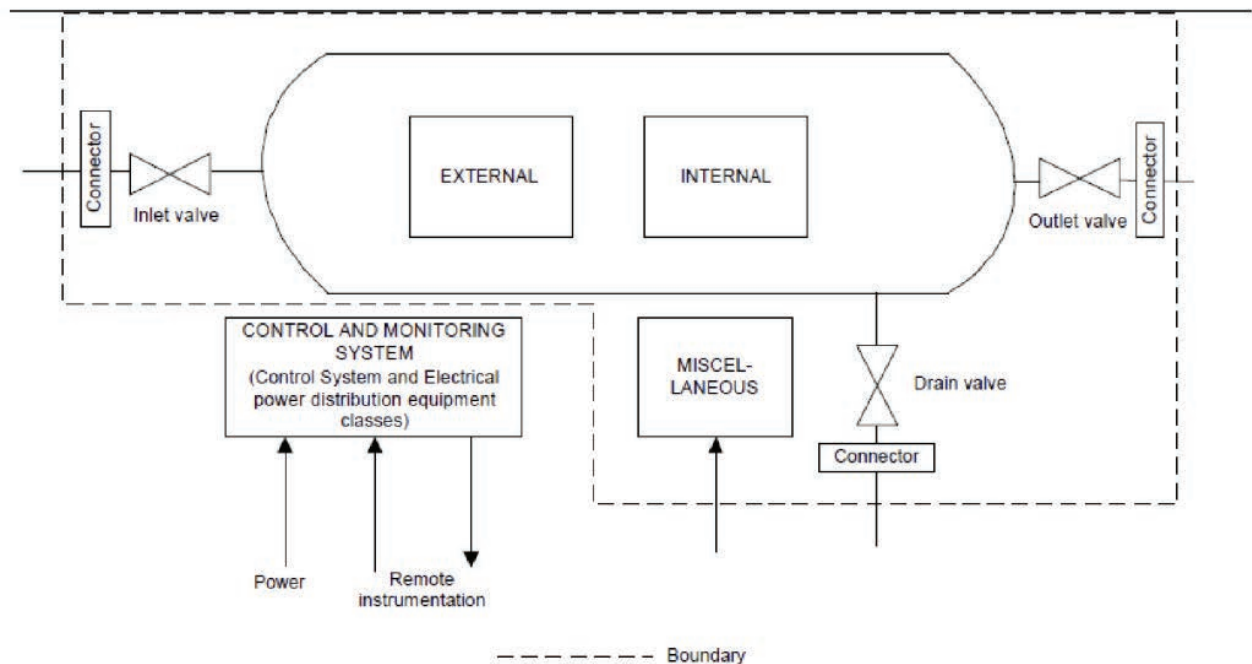 Connector
Inlet valve
EXTERNAL
INTERNAL
Outlet valve
Connector
CONTROL AND MONITORING
SYSTEM
(Control System and Electrical
power distribution equipment
classes)
MISCEL-
LANEOUS
Drain valve
Connector
Power
Remote
instrumentation
Boundary